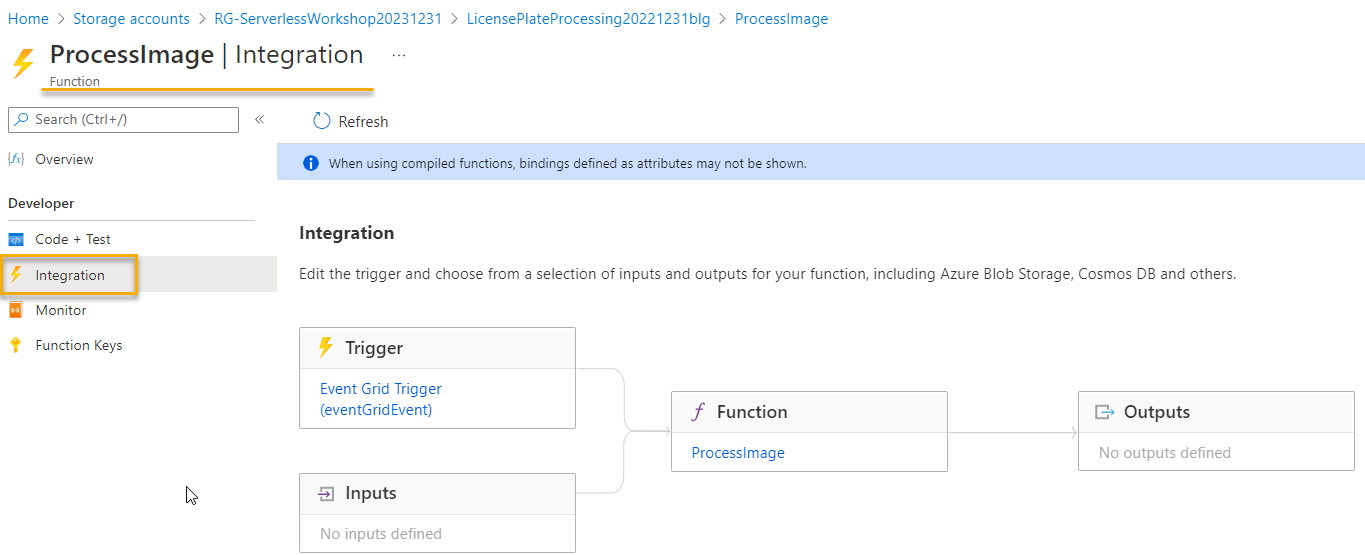 Home > Storage accounts > RG-ServerlessWorkshop20231231 > LicensePlateProcessing20221231blg > ProcessImage
ProcessImage | Integration ...
Function
Search (Ctrl+/) «
Refresh
Overview
When using compiled functions, bindings defined as attributes may not be shown.
Developer
Code + Test
Integration
Monitor
Function Keys
Integration
Edit the trigger and choose from a selection of inputs and outputs for your function, including Azure Blob Storage, Cosmos DB and others.
Trigger
Event Grid Trigger
(eventGridEvent)
Inputs
No inputs defined
Function
ProcessImage
Outputs
No outputs defined